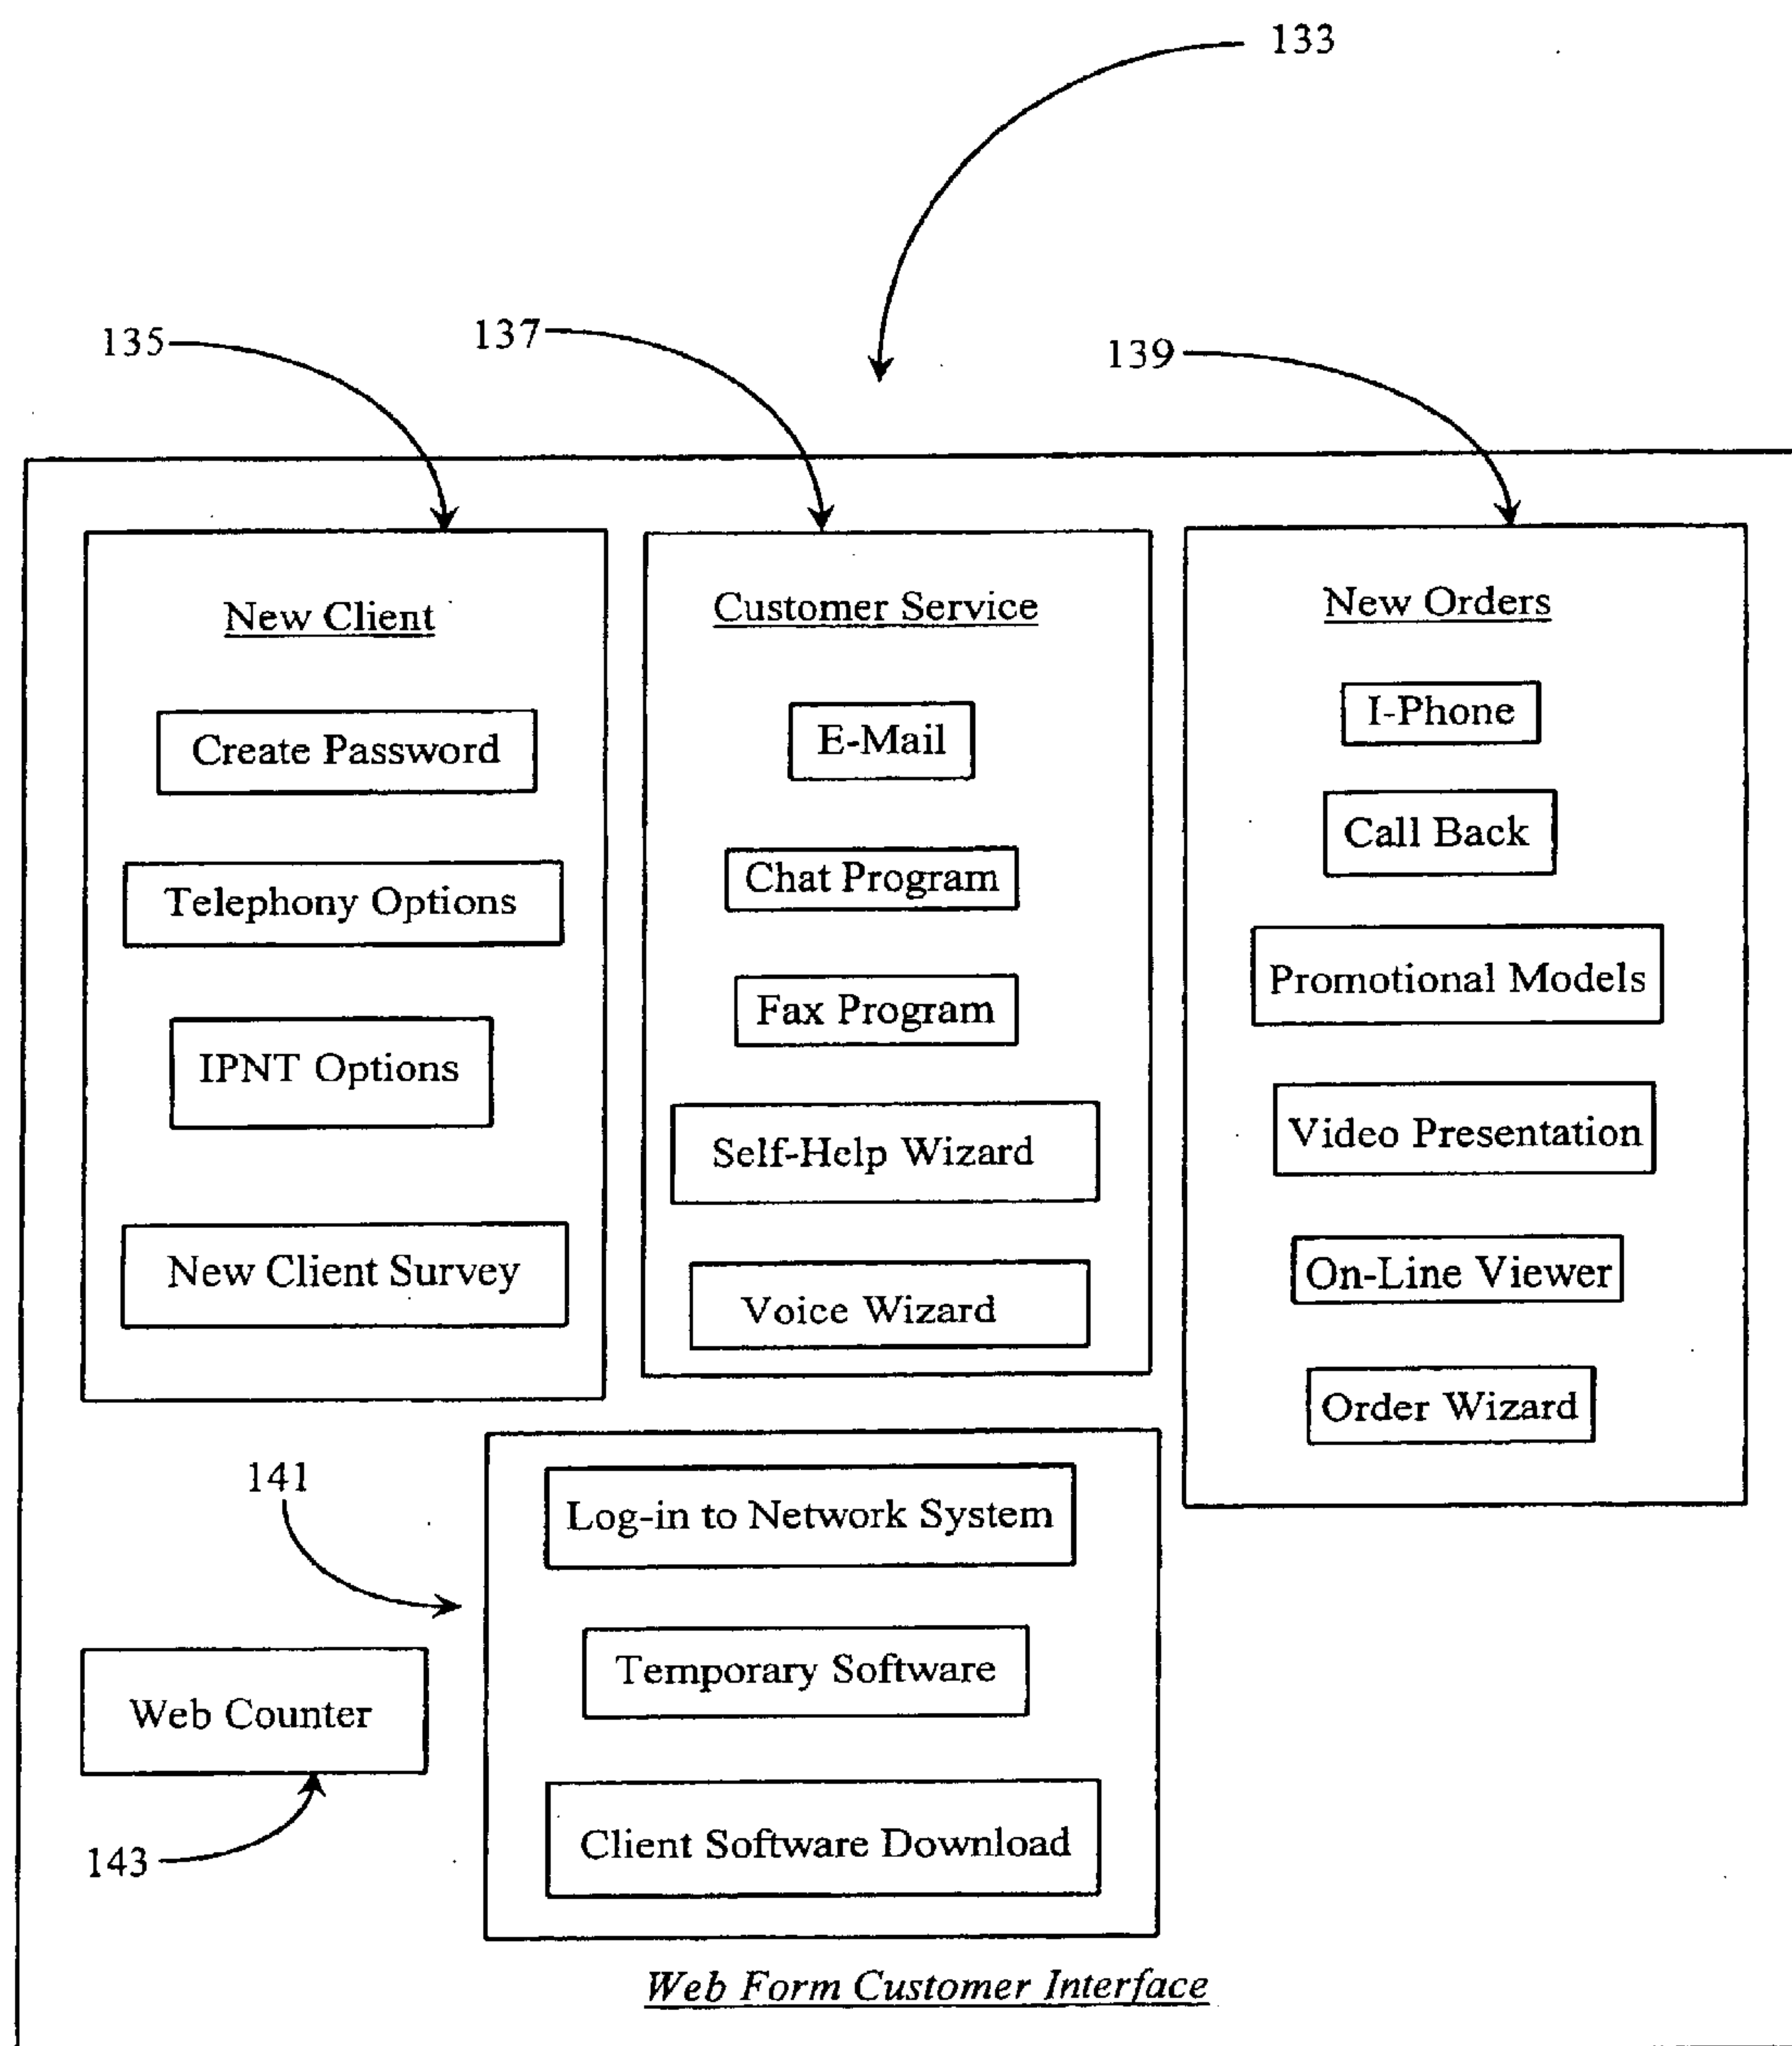 133
135
137
139
New Client
Create Password
Telephony Options
IPNT Options
New Client Survey
Customer Service
E-Mail
Chat Program
Fax Program
Self-Help Wizard
Voice Wizard
New Orders
I-Phone
Call Back
Promotional Models
Video Presentation
On-Line Viewer
Order Wizard
141
Log-in to Network System
Temporary Software
Client Software Download
Web Counter
143
Web Form Customer Interface